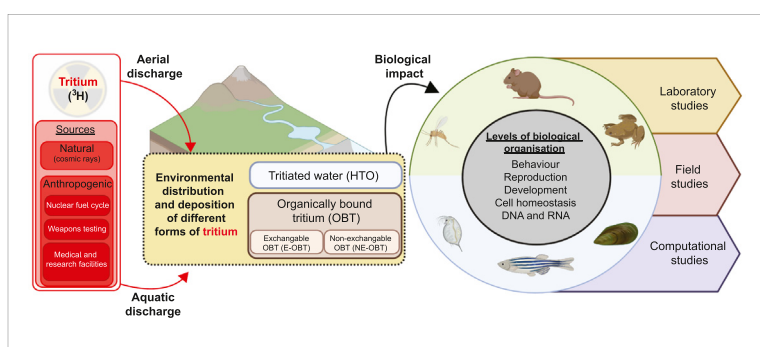 Tritium
(³H)
Sources
Natural
(cosmic rays)
Anthropogenic
Nuclear fuel cycle
Weapons testing
Medical and
research facilities
Aerial
discharge
Aquatic
discharge
Environmental
distribution
and deposition
of different
forms of tritium
Tritiated water (HTO)
Organically bound
tritium (OBT)
Exchangable
OBT (E-OBT)
Non-exchangable
OBT (NE-OBT)
Biological
impact
Levels of biological
organisation
Behaviour
Reproduction
Development
Cell homeostasis
DNA and RNA
Laboratory
studies
Field
studies
Computational
studies